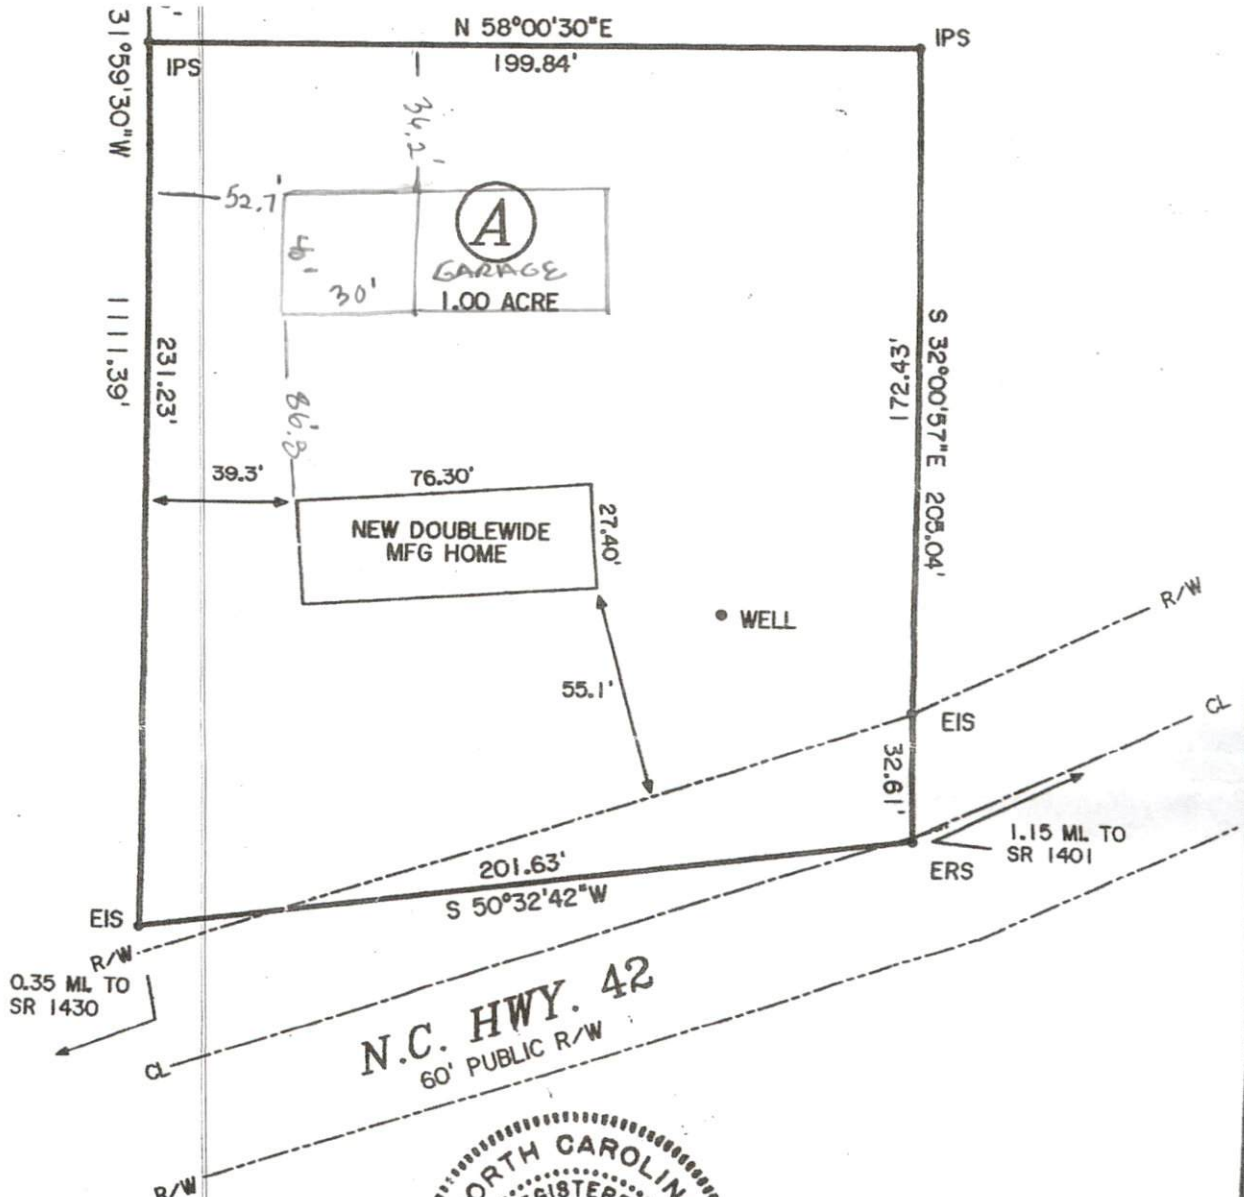 N 58°00'30"E
199.84'
IPS
IPS
31°59'30"W
34.2'
52.7'
A
GARAGE
30'
1.00 ACRE
1111.39'
231.23'
172.43'
S 32°00'57"E 205.04'
86.8'
39.3'
76.30'
27.40'
NEW DOUBLEWIDE
MFG HOME
WELL
R/W
55.1'
CL
EIS
32.61'
1.15 MI. TO
SR 1401
ERS
201.63'
S 50°32'42"W
EIS
R/W
0.35 MI. TO
SR 1430
N.C. HWY. 42
60' PUBLIC R/W
CL
R/W
ORTH CAROLIN
GISTER